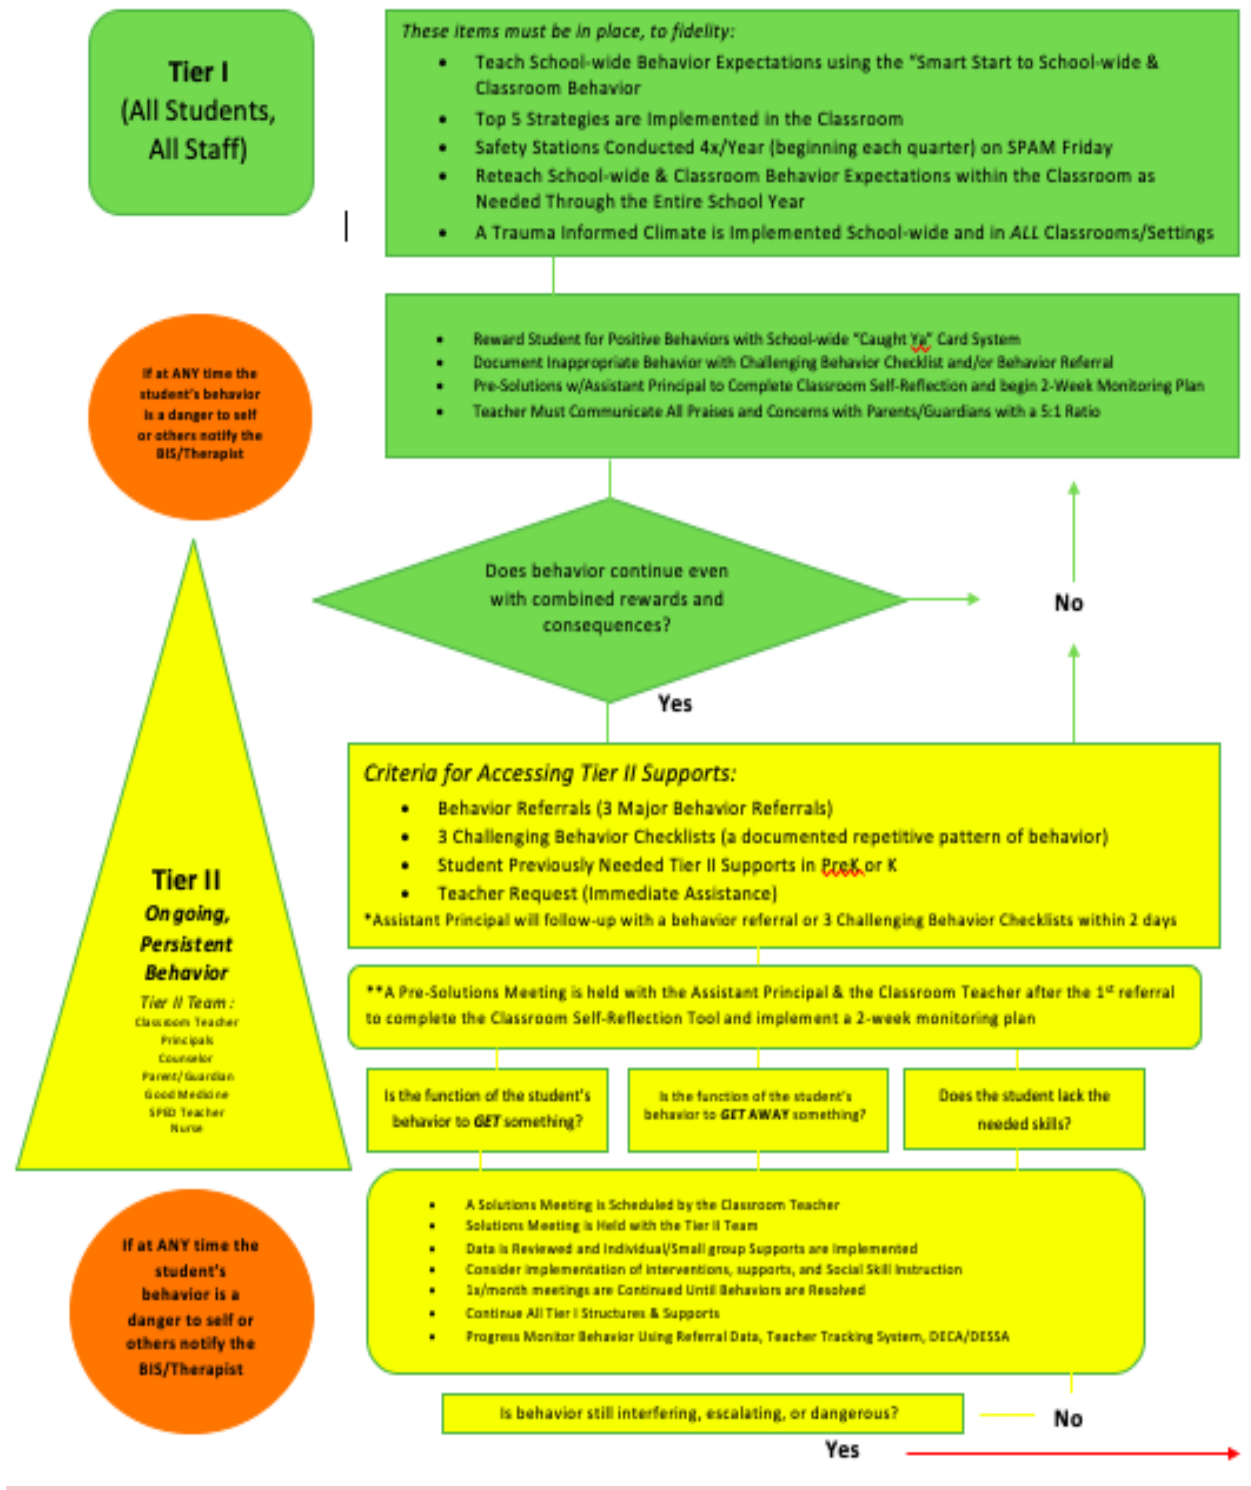 Tier I
(All Students,
All Staff)
These items must be in place, to fidelity:
• Teach School-wide Behavior Expectations using the "Smart Start to School-wide &
Classroom Behavior
• Top 5 Strategies are Implemented in the Classroom
• Safety Stations Conducted 4x/Year (beginning each quarter) on SPAM Friday
• Reteach School-wide & Classroom Behavior Expectations within the Classroom as
Needed Through the Entire School Year
• A Trauma Informed Climate is Implemented School-wide and in ALL Classrooms/Settings
If at ANY time the
student's behavior
is a danger to self
or others notify the
BIS/Therapist
• Reward Student for Positive Behaviors with School-wide "Caught Ya" Card System
• Document Inappropriate Behavior with Challenging Behavior Checklist and/or Behavior Referral
• Pre-Solutions w/Assistant Principal to Complete Classroom Self-Reflection and begin 2-Week Monitoring Plan
• Teacher Must Communicate All Praises and Concerns with Parents/Guardians with a 5:1 Ratio
Does behavior continue even
with combined rewards and
consequences?
No
Yes
Tier II
Ongoing,
Persistent
Behavior
Tier II Team :
Classroom Teacher
Principals
Counselor
Parent/Guardian
Good Medicine
SPED Teacher
Nurse
Criteria for Accessing Tier II Supports:
• Behavior Referrals (3 Major Behavior Referrals)
• 3 Challenging Behavior Checklists (a documented repetitive pattern of behavior)
• Student Previously Needed Tier II Supports in PreK or K
• Teacher Request (Immediate Assistance)
*Assistant Principal will follow-up with a behavior referral or 3 Challenging Behavior Checklists within 2 days
**A Pre-Solutions Meeting is held with the Assistant Principal & the Classroom Teacher after the 1st referral
to complete the Classroom Self-Reflection Tool and implement a 2-week monitoring plan
Is the function of the student's
behavior to GET something?
Is the function of the student's
behavior to GET AWAY something?
Does the student lack the
needed skills?
If at ANY time the
student's
behavior is a
danger to self or
others notify the
BIS/Therapist
• A Solutions Meeting is Scheduled by the Classroom Teacher
• Solutions Meeting is Held with the Tier II Team
• Data is Reviewed and Individual/Small group Supports are Implemented
• Consider implementation of interventions, supports, and Social Skill Instruction
• 1x/month meetings are Continued Until Behaviors are Resolved
• Continue All Tier I Structures & Supports
• Progress Monitor Behavior Using Referral Data, Teacher Tracking System, DECA/DESSA
Is behavior still interfering, escalating, or dangerous?
No
Yes